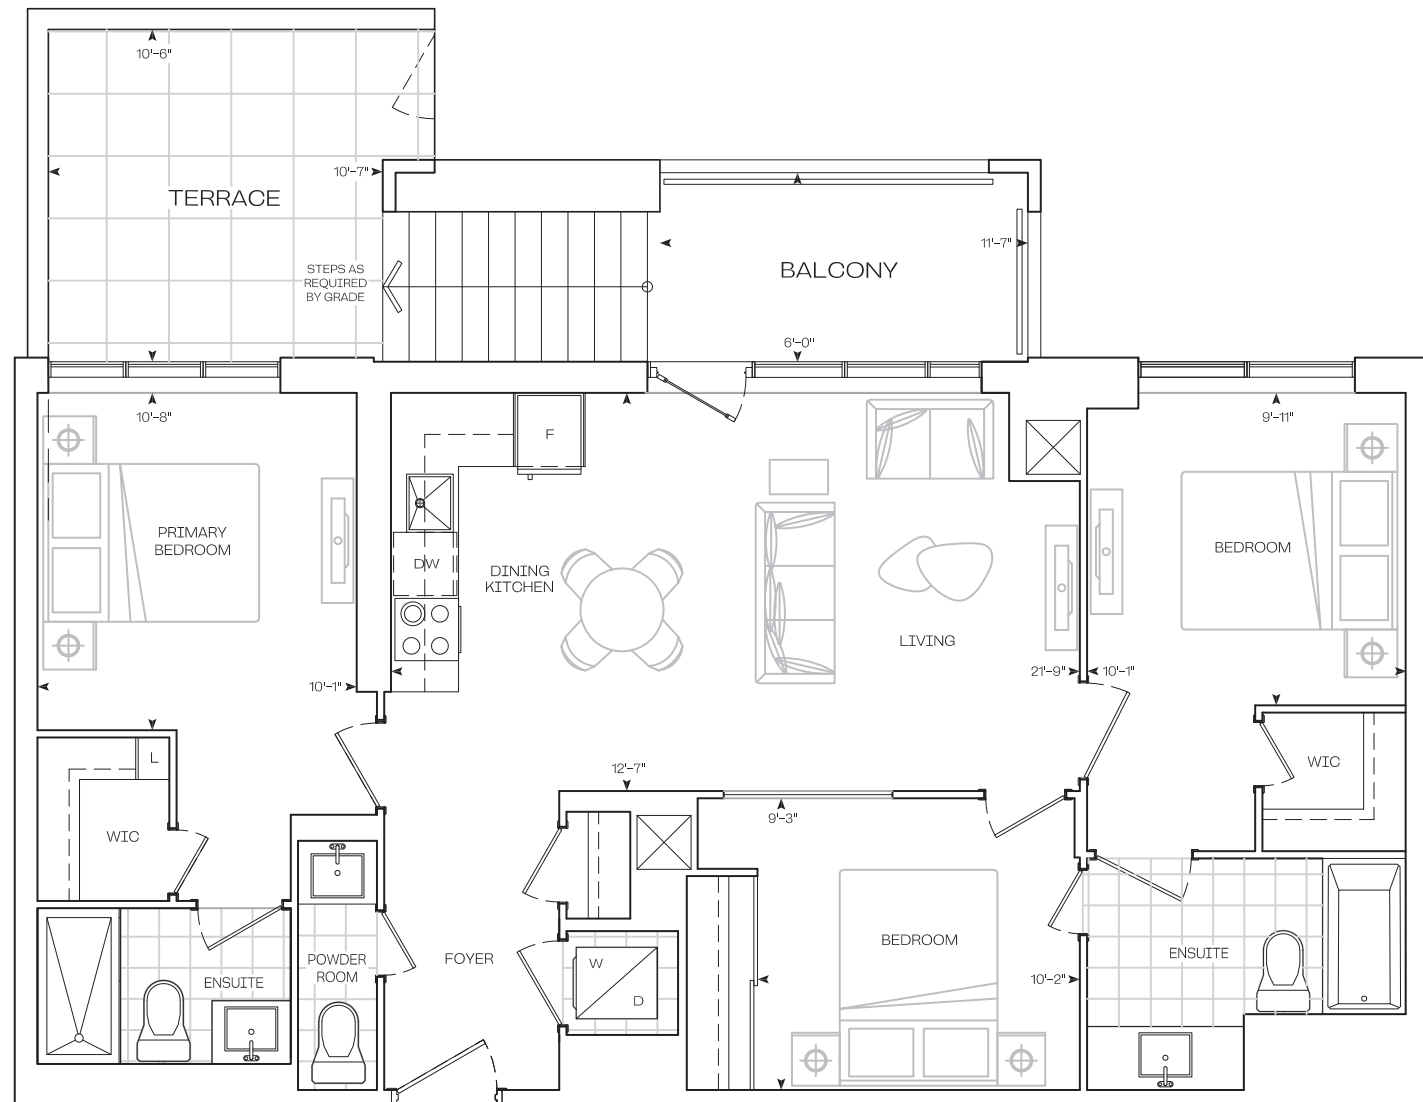 10'-6"
10'-7"
TERRACE
11'-7"
STEPS AS
REQUIRED
BY GRADE
BALCONY
6'-0"
10'-8"
9'-11"
F
PRIMARY
BEDROOM
DW
DINING
KITCHEN
BEDROOM
LIVING
10'-1"
21'-9"
10'-1"
L
WIC
12'-7"
9'-3"
WIC
BEDROOM
ENSUITE
POWDER
ROOM
FOYER
W
D
10'-2"
ENSUITE